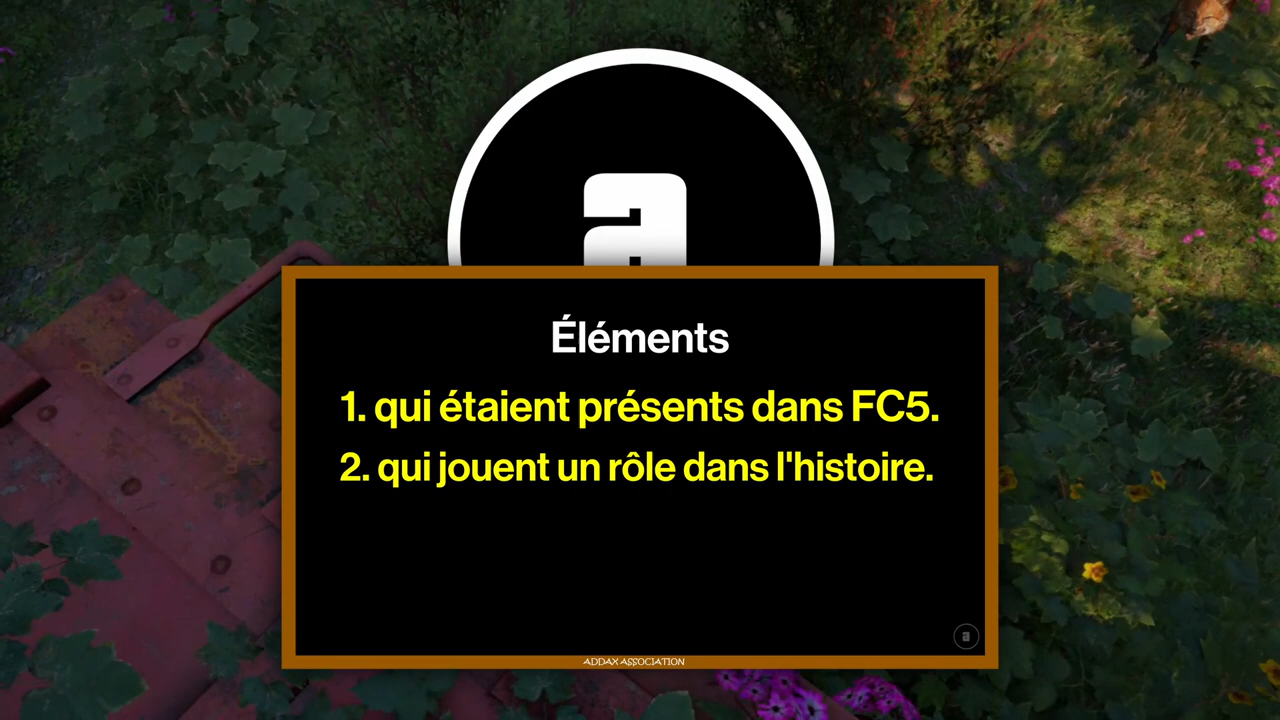 a
Éléments
1. qui étaient présents dans FC5.
2. qui jouent un rôle dans l'histoire.
a
ADDAX ASSOCIATION